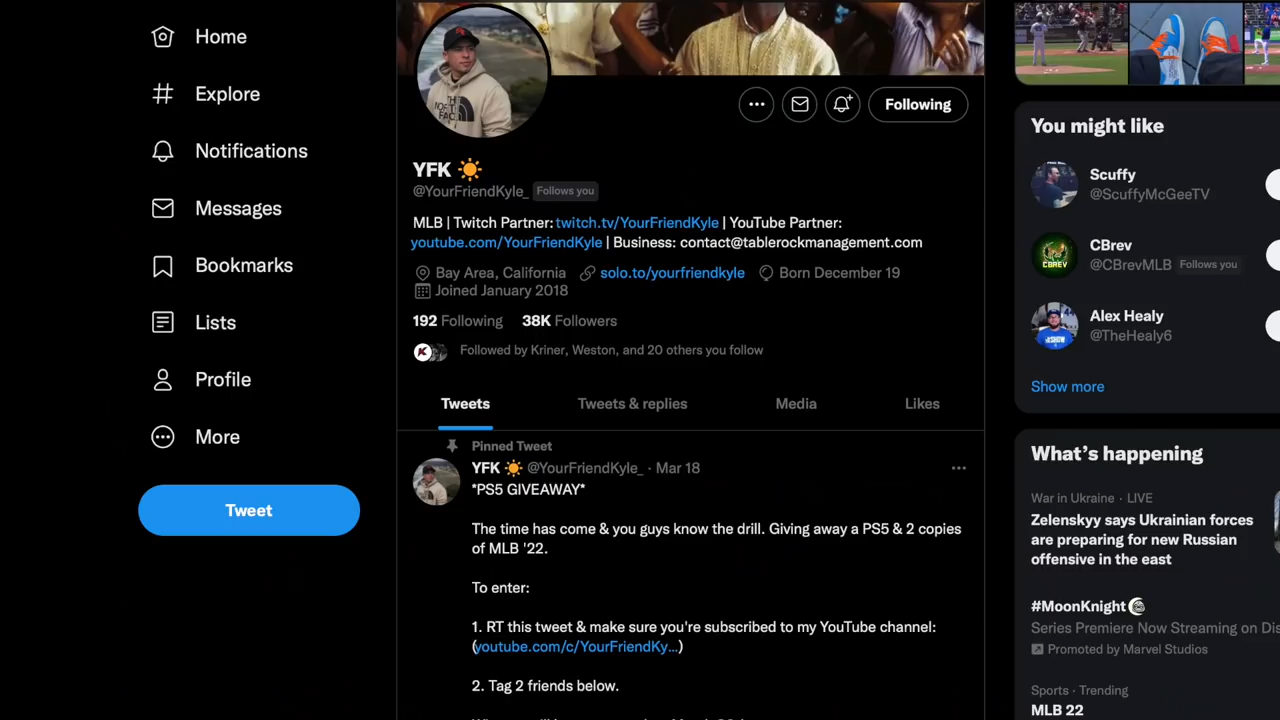 Home
Explore
Notifications
Messages
Bookmarks
Lists
Profile
More
Tweet
THE NORTH FACE
Following
YFK
@YourFriendKyle_ Follows you
MLB | Twitch Partner: twitch.tv/YourFriendKyle | YouTube Partner:
youtube.com/YourFriendKyle | Business: contact@tablerockmanagement.com
Bay Area, California solo.to/yourfriendkyle Born December 19
Joined January 2018
192 Following 38K Followers
Followed by Kriner, Weston, and 20 others you follow
Tweets Tweets & replies Media Likes
Pinned Tweet
YFK @YourFriendKyle_ · Mar 18
*PS5 GIVEAWAY*
The time has come & you guys know the drill. Giving away a PS5 & 2 copies
of MLB '22.
To enter:
1. RT this tweet & make sure you're subscribed to my YouTube channel:
(youtube.com/c/YourFriendKy...)
2. Tag 2 friends below.
You might like
Scuffy
@ScuffyMcGeeTV
CBREV
CBrev
@CBrevMLB Follows you
Alex Healy
@TheHealy6
Show more
What's happening
War in Ukraine · LIVE
Zelenskyy says Ukrainian forces
are preparing for new Russian
offensive in the east
#MoonKnight
Series Premiere Now Streaming on Dis
Promoted by Marvel Studios
Sports · Trending
MLB 22